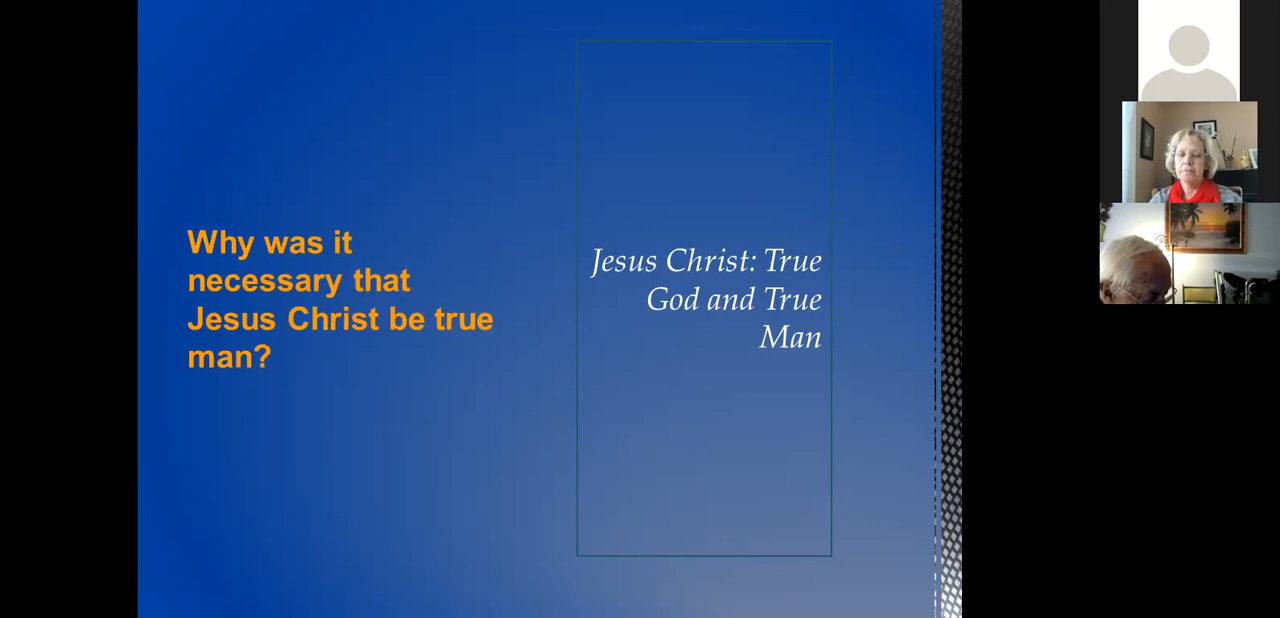 Why was it
necessary that
Jesus Christ be true
man?
Jesus Christ: True
God and True
Man